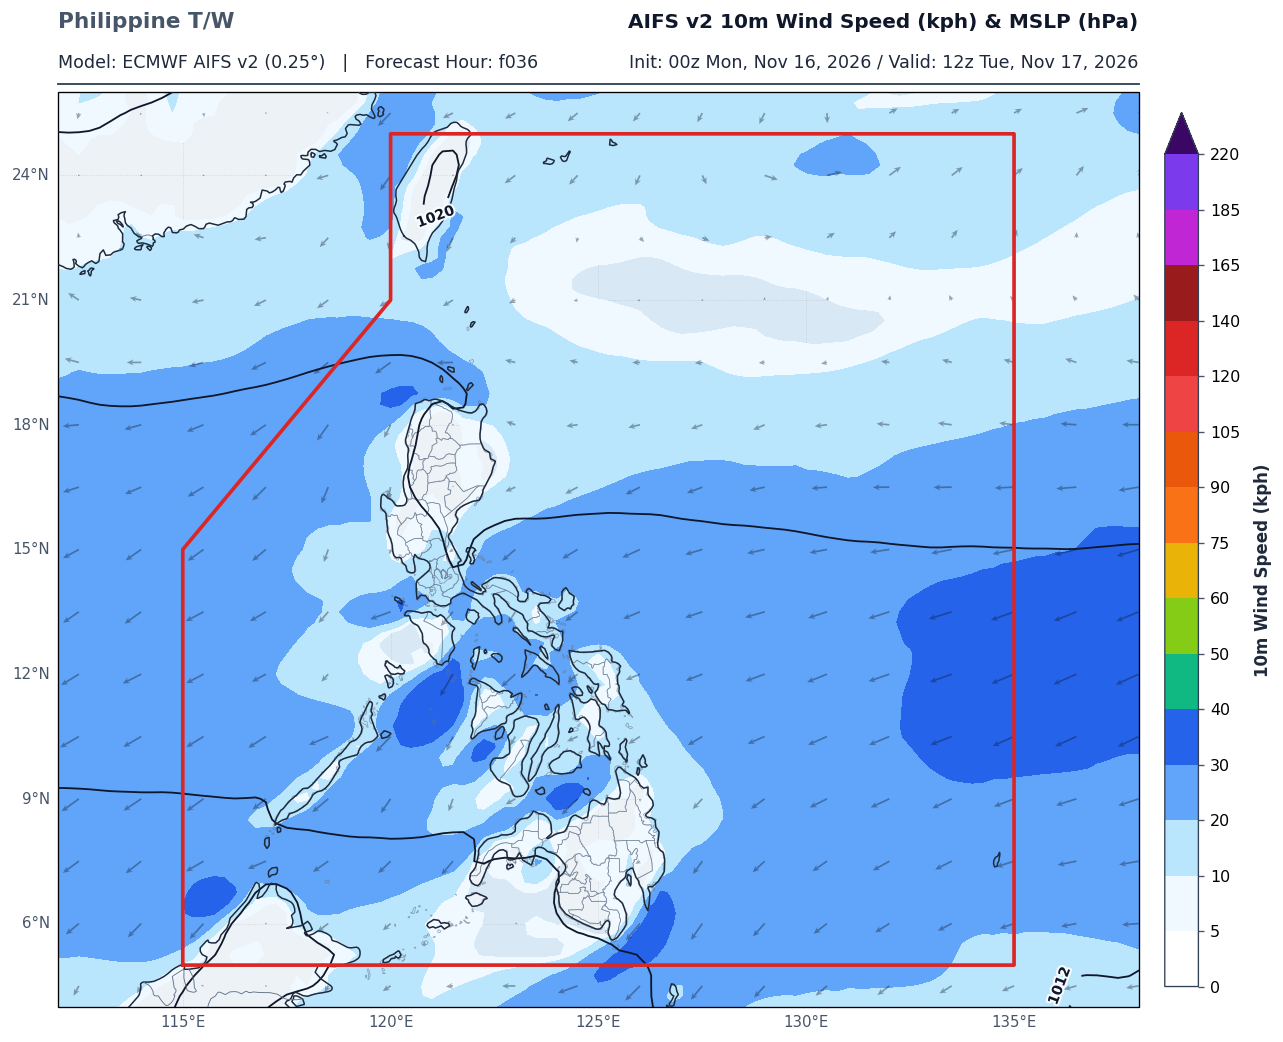 Philippine T/W
AIFS v2 10m Wind Speed (kph) & MSLP (hPa)
Model: ECMWF AIFS v2 (0.25°) | Forecast Hour: f036
Init: 00z Mon, Nov 16, 2026 / Valid: 12z Tue, Nov 17, 2026
24°N
21°N
18°N
15°N
12°N
9°N
6°N
115°E
120°E
125°E
130°E
135°E
1020
1012
220
185
165
140
120
105
90
75
60
50
40
30
20
10
5
0
10m Wind Speed (kph)